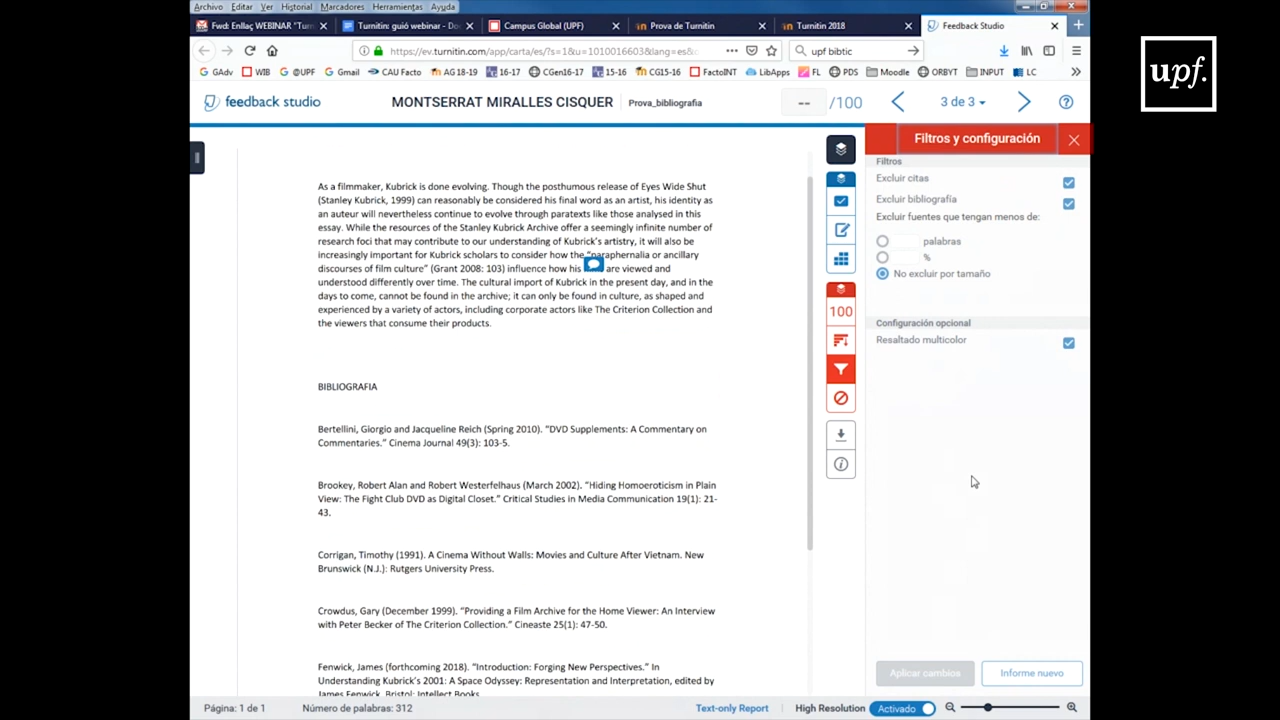 Archivo Editar Ver Historial Marcadores Herramientas Ayuda
Fwd: Enllaç WEBINAR "Tur Turnitin: guió webinar - Do Campus Global (UPF) Prova de Turnitin Turnitin 2018 Feedback Studio
https://ev.turnitin.com/app/carta/es/?s=1&u=1010016603&lang=es& upf bibtic
GAdv WIB @UPF Gmail CAU Facto AG 18-19 16-17 CGen16-17 15-16 CG15-16 FactoINT LibApps FL PDS Moodle ORBYT INPUT LC
upf.
feedback studio MONTSERRAT MIRALLES CISQUER Prova_bibliografia -- /100 3 de 3
Filtros y configuración
Filtros
Excluir citas
Excluir bibliografía
Excluir fuentes que tengan menos de:
palabras
%
No excluir por tamaño
Configuración opcional
Resaltado multicolor
100
As a filmmaker, Kubrick is done evolving. Though the posthumous release of Eyes Wide Shut
(Stanley Kubrick, 1999) can reasonably be considered his final word as an artist, his identity as
an auteur will nevertheless continue to evolve through paratexts like those analysed in this
essay. While the resources of the Stanley Kubrick Archive offer a seemingly infinite number of
research foci that may contribute to our understanding of Kubrick's artistry, it will also be
increasingly important for Kubrick scholars to consider how the "paraphernalia or ancillary
discourses of film culture" (Grant 2008: 103) influence how his are viewed and
understood differently over time. The cultural import of Kubrick in the present day, and in the
days to come, cannot be found in the archive; it can only be found in culture, as shaped and
experienced by a variety of actors, including corporate actors like The Criterion Collection and
the viewers that consume their products.
BIBLIOGRAFIA
Bertellini, Giorgio and Jacqueline Reich (Spring 2010). "DVD Supplements: A Commentary on
Commentaries." Cinema Journal 49(3): 103-5.
Brookey, Robert Alan and Robert Westerfelhaus (March 2002). "Hiding Homoeroticism in Plain
View: The Fight Club DVD as Digital Closet." Critical Studies in Media Communication 19(1): 21-
43.
Corrigan, Timothy (1991). A Cinema Without Walls: Movies and Culture After Vietnam. New
Brunswick (N.J.): Rutgers University Press.
Crowdus, Gary (December 1999). "Providing a Film Archive for the Home Viewer: An Interview
with Peter Becker of The Criterion Collection." Cineaste 25(1): 47-50.
Fenwick, James (forthcoming 2018). "Introduction: Forging New Perspectives." In
Understanding Kubrick's 2001: A Space Odyssey: Representation and Interpretation, edited by
James Fenwick. Bristol: Intellect Books.
Aplicar cambios Informe nuevo
Página: 1 de 1 Número de palabras: 312 Text-only Report High Resolution Activado